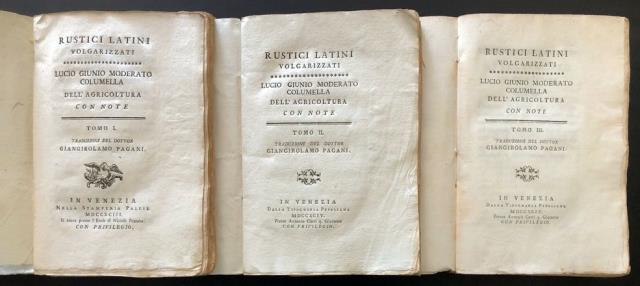 RUSTICI LATINI
VOLGARIZZATI
LUCIO GIUNIO MODERATO
COLUMELLA
DELL' AGRICOLTURA
CON NOTE
TOMO I.
TRADUZIONE DEL DOTTOR
GIANGIROLAMO PAGANI.
IN VENEZIA
NELLA STAMPERIA PALESE
MDCCXCIII.
CON PRIVILEGIO.
RUSTICI LATINI
VOLGARIZZATI
LUCIO GIUNIO MODERATO
COLUMELLA
DELL' AGRICOLTURA
CON NOTE
TOMO II.
TRADUZIONE DEL DOTTOR
GIANGIROLAMO PAGANI.
IN VENEZIA
DALLA TIPOGRAFIA PEPOLIANA
MDCCXCIV.
CON PRIVILEGIO.
RUSTICI LATINI
VOLGARIZZATI
LUCIO GIUNIO MODERATO
COLUMELLA
DELL' AGRICOLTURA
CON NOTE
TOMO III.
TRADUZIONE DEL DOTTOR
GIANGIROLAMO PAGANI.
IN VENEZIA
DALLA TIPOGRAFIA PEPOLIANA
CON PRIVILEGIO.